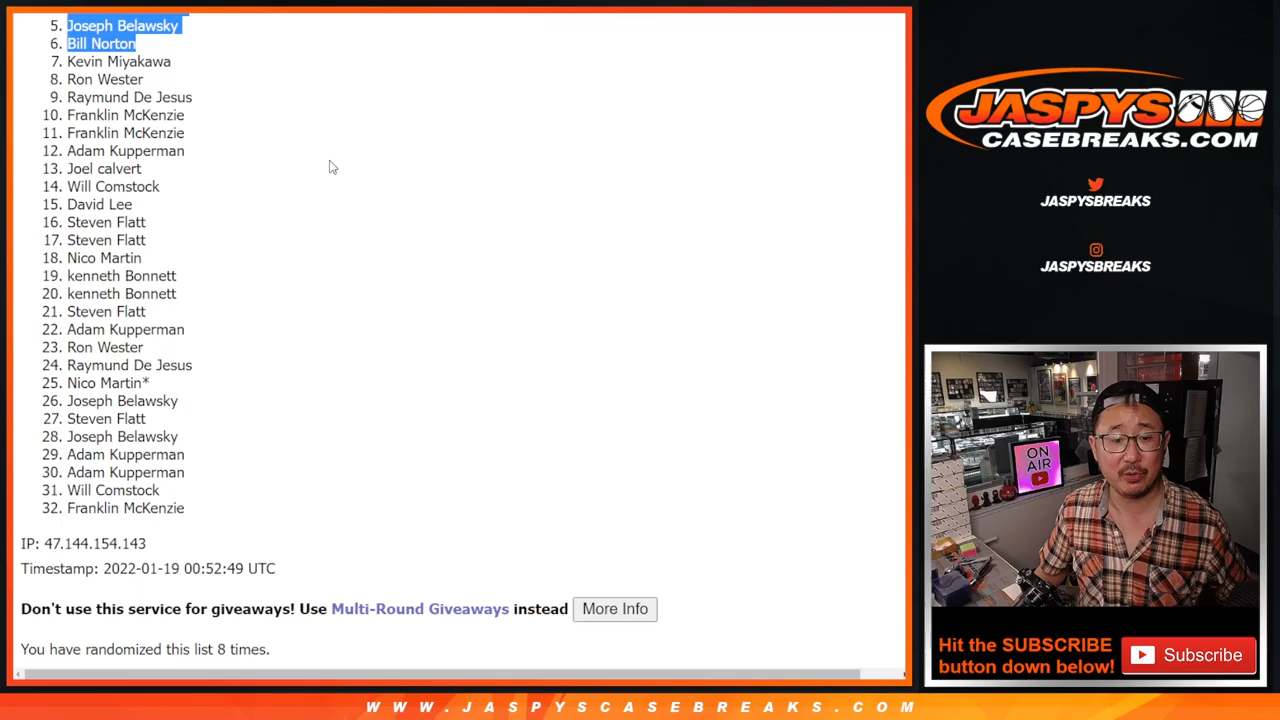 5. Joseph Belawsky
6. Bill Norton
7. Kevin Miyakawa
8. Ron Wester
9. Raymund De Jesus
10. Franklin McKenzie
11. Franklin McKenzie
12. Adam Kupperman
13. Joel calvert
14. Will Comstock
15. David Lee
16. Steven Flatt
17. Steven Flatt
18. Nico Martin
19. kenneth Bonnett
20. kenneth Bonnett
21. Steven Flatt
22. Adam Kupperman
23. Ron Wester
24. Raymund De Jesus
25. Nico Martin*
26. Joseph Belawsky
27. Steven Flatt
28. Joseph Belawsky
29. Adam Kupperman
30. Adam Kupperman
31. Will Comstock
32. Franklin McKenzie
IP: 47.144.154.143
Timestamp: 2022-01-19 00:52:49 UTC
Don't use this service for giveaways! Use Multi-Round Giveaways instead More Info
You have randomized this list 8 times.
JASPYS
CASEBREAKS.COM
JASPYSBREAKS
JASPYSBREAKS
ON
AIR
Hit the SUBSCRIBE
button down below!
Subscribe
WWW.JASPYSCASEBREAKS.COM